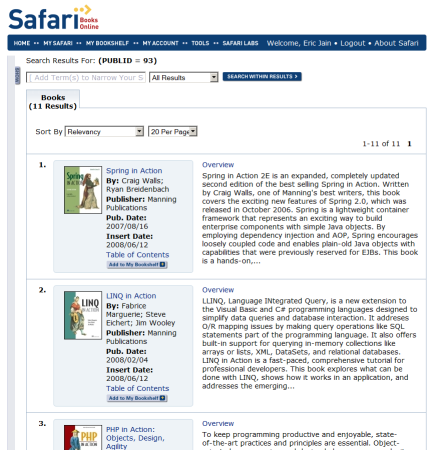 Safari Books Online
HOME •• MY SAFARI •• MY BOOKSHELF •• MY ACCOUNT •• TOOLS •• SAFARI LABS Welcome, Eric Jain • Logout • About Safari
Search Results For: (PUBLID = 93)
[ Add Term(s) to Narrow Your S All Results SEARCH WITHIN RESULTS >
Books
(11 Results)
Sort By Relevancy 20 Per Page
1-11 of 11 1
1.
Spring IN ACTION
Spring in Action
By: Craig Walls;
Ryan Breidenbach
Publisher: Manning
Publications
Pub. Date:
2007/08/16
Insert Date:
2008/06/12
Table of Contents
Add to My Bookshelf +
Overview
Spring in Action 2E is an expanded, completely updated
second edition of the best selling Spring in Action. Written
by Craig Walls, one of Manning's best writers, this book
covers the exciting new features of Spring 2.0, which was
released in October 2006. Spring is a lightweight container
framework that represents an exciting way to build
enterprise components with simple Java objects. By
employing dependency injection and AOP, Spring encourages
loosely coupled code and enables plain-old Java objects with
capabilities that were previously reserved for EJBs. This book
is a hands-on,...
2.
LINQ IN ACTION
LINQ in Action
By: Fabrice
Marguerie; Steve
Eichert; Jim Wooley
Publisher: Manning
Publications
Pub. Date:
2008/02/04
Insert Date:
2008/06/12
Table of Contents
Add to My Bookshelf +
Overview
LLINQ, Language INtegrated Query, is a new extension to
the Visual Basic and C# programming languages designed to
simplify data queries and database interaction. It addreses
O/R mapping issues by making query operations like SQL
statements part of the programming language. It also offers
built-in support for querying in-memory collections like
arrays or lists, XML, DataSets, and relational databases.
LINQ in Action is a fast-paced, comprehensive tutorial for
professional developers. This book explores what can be
done with LINQ, shows how it works in an application, and
addresses the emerging...
3.
PHP
PHP in Action:
Objects, Design,
Agility
Overview
To keep programming productive and enjoyable, state-
of-the-art practices and principles are essential. Object-